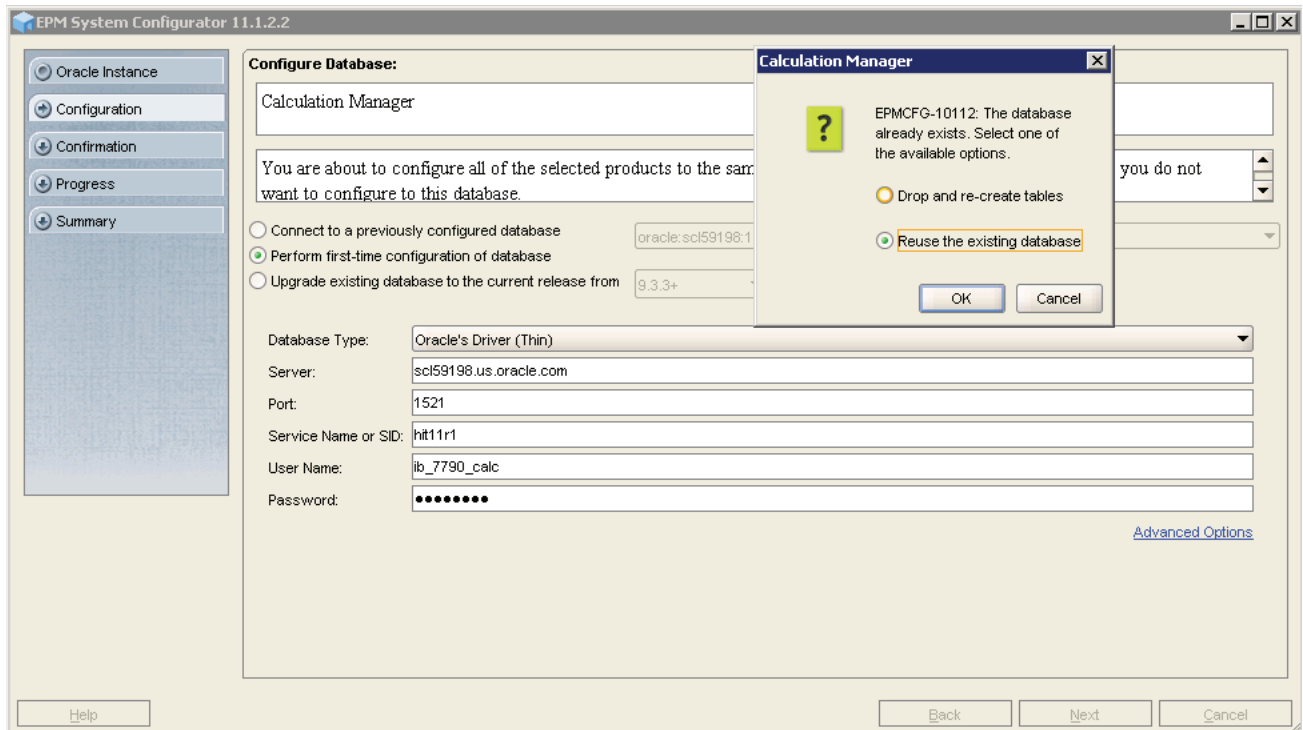 EPM System Configurator 11.1.2.2
Oracle Instance
Configuration
Confirmation
Progress
Summary
Configure Database:
Calculation Manager
You are about to configure all of the selected products to the sam
you do not
want to configure to this database.
Connect to a previously configured database
oracle:scl59198:1
Perform first-time configuration of database
Upgrade existing database to the current release from
9.3.3+
Calculation Manager
EPMCFG-10112: The database
already exists. Select one of
the available options.
Drop and re-create tables
Reuse the existing database
OK
Cancel
Database Type:
Oracle's Driver (Thin)
Server:
scl59198.us.oracle.com
Port:
1521
Service Name or SID:
hit11r1
User Name:
ib_7790_calc
Password:
••••••••
Advanced Options
Help
Back
Next
Cancel